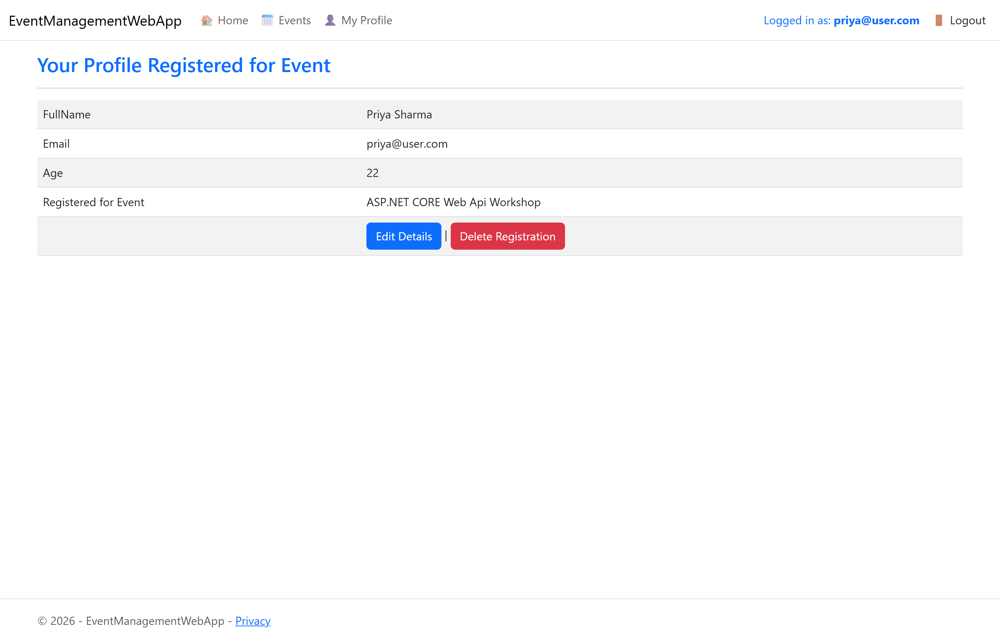 EventManagementWebApp Home Events My Profile Logged in as: priya@user.com Logout
Your Profile Registered for Event
FullName Priya Sharma
Email priya@user.com
Age 22
Registered for Event ASP.NET CORE Web Api Workshop
Edit Details | Delete Registration
© 2026 - EventManagementWebApp - Privacy